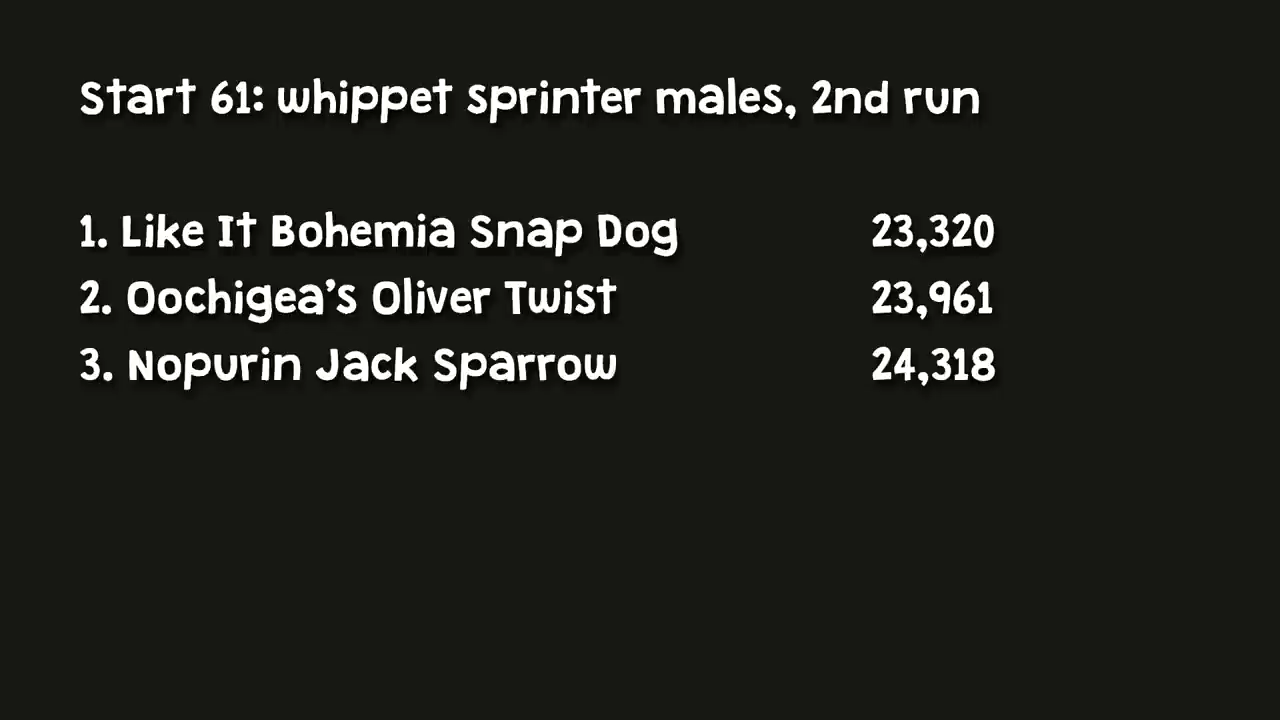 Start 61: whippet sprinter males, 2nd run
1. Like It Bohemia Snap Dog 23,320
2. Oochigea’s Oliver Twist 23,961
3. Nopurin Jack Sparrow 24,318